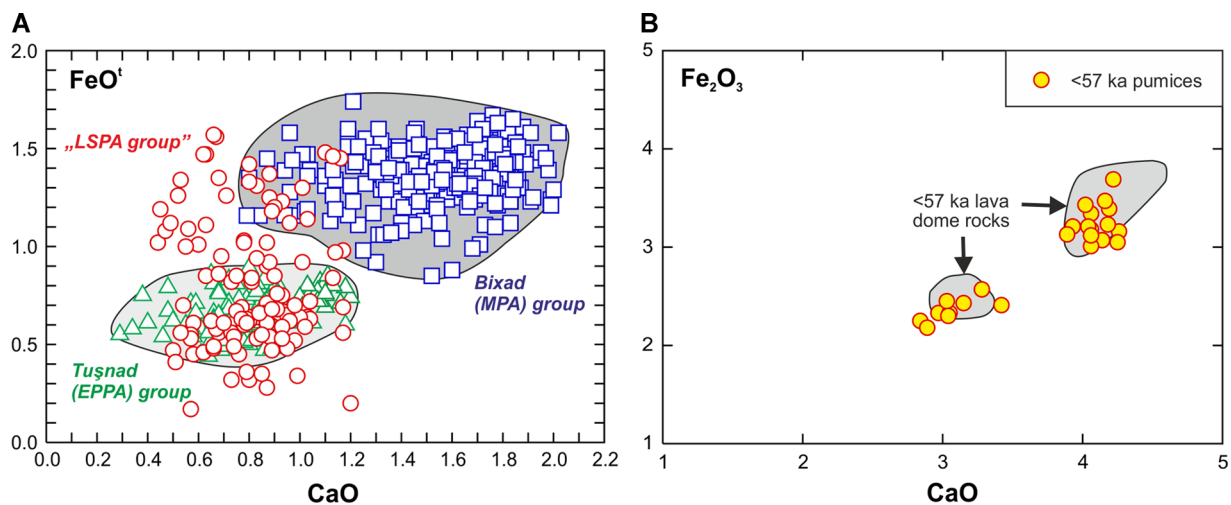 A
2.0
1.5
1.0
0.5
0.0
FeOᵗ
„LSPA group”
Bixad
(MPA) group
Tuşnad
(EPPA) group
0.0 0.2 0.4 0.6 0.8 1.0 1.2 1.4 1.6 1.8 2.0 2.2
CaO
B
5
4
3
2
1
Fe₂O₃
<57 ka pumices
<57 ka lava
dome rocks
1 2 3 4 5
CaO